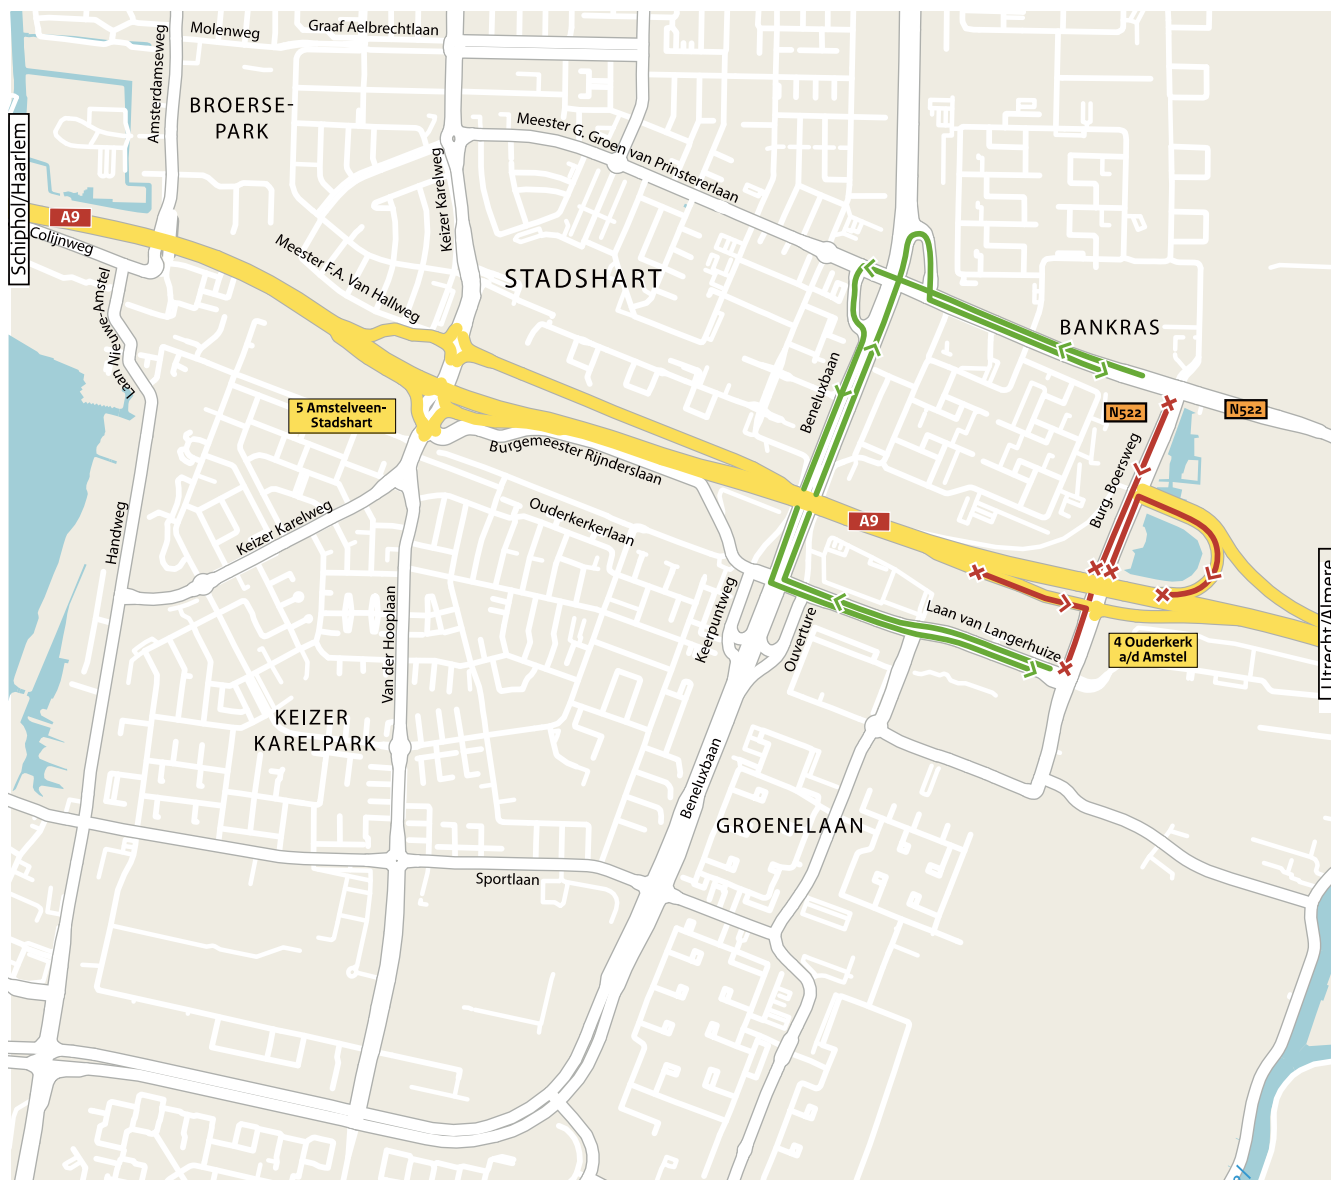 Molenweg
Graaf Aelbrechtlaan
Amsterdamseweg
BROERSE-
PARK
Meester G. Groen van Prinstererlaan
Schiphol/Haarlem
Keizer Karelweg
A9
Colijnweg
Meester F.A. Van Hallweg
STADSHART
Laan Nieuwe-Amstel
BANKRAS
Beneluxbaan
5 Amstelveen-
Stadshart
N522
N522
Burgemeester Rijnderslaan
Burg. Boersweg
Handweg
Keizer Karelweg
Ouderkerkerlaan
A9
Utrecht/Almere
Keerpuntweg
Laan van Langerhuize
Ouverture
Van der Hooplaan
4 Ouderkerk
a/d Amstel
KEIZER
KARELPARK
Beneluxbaan
GROENELAAN
Sportlaan